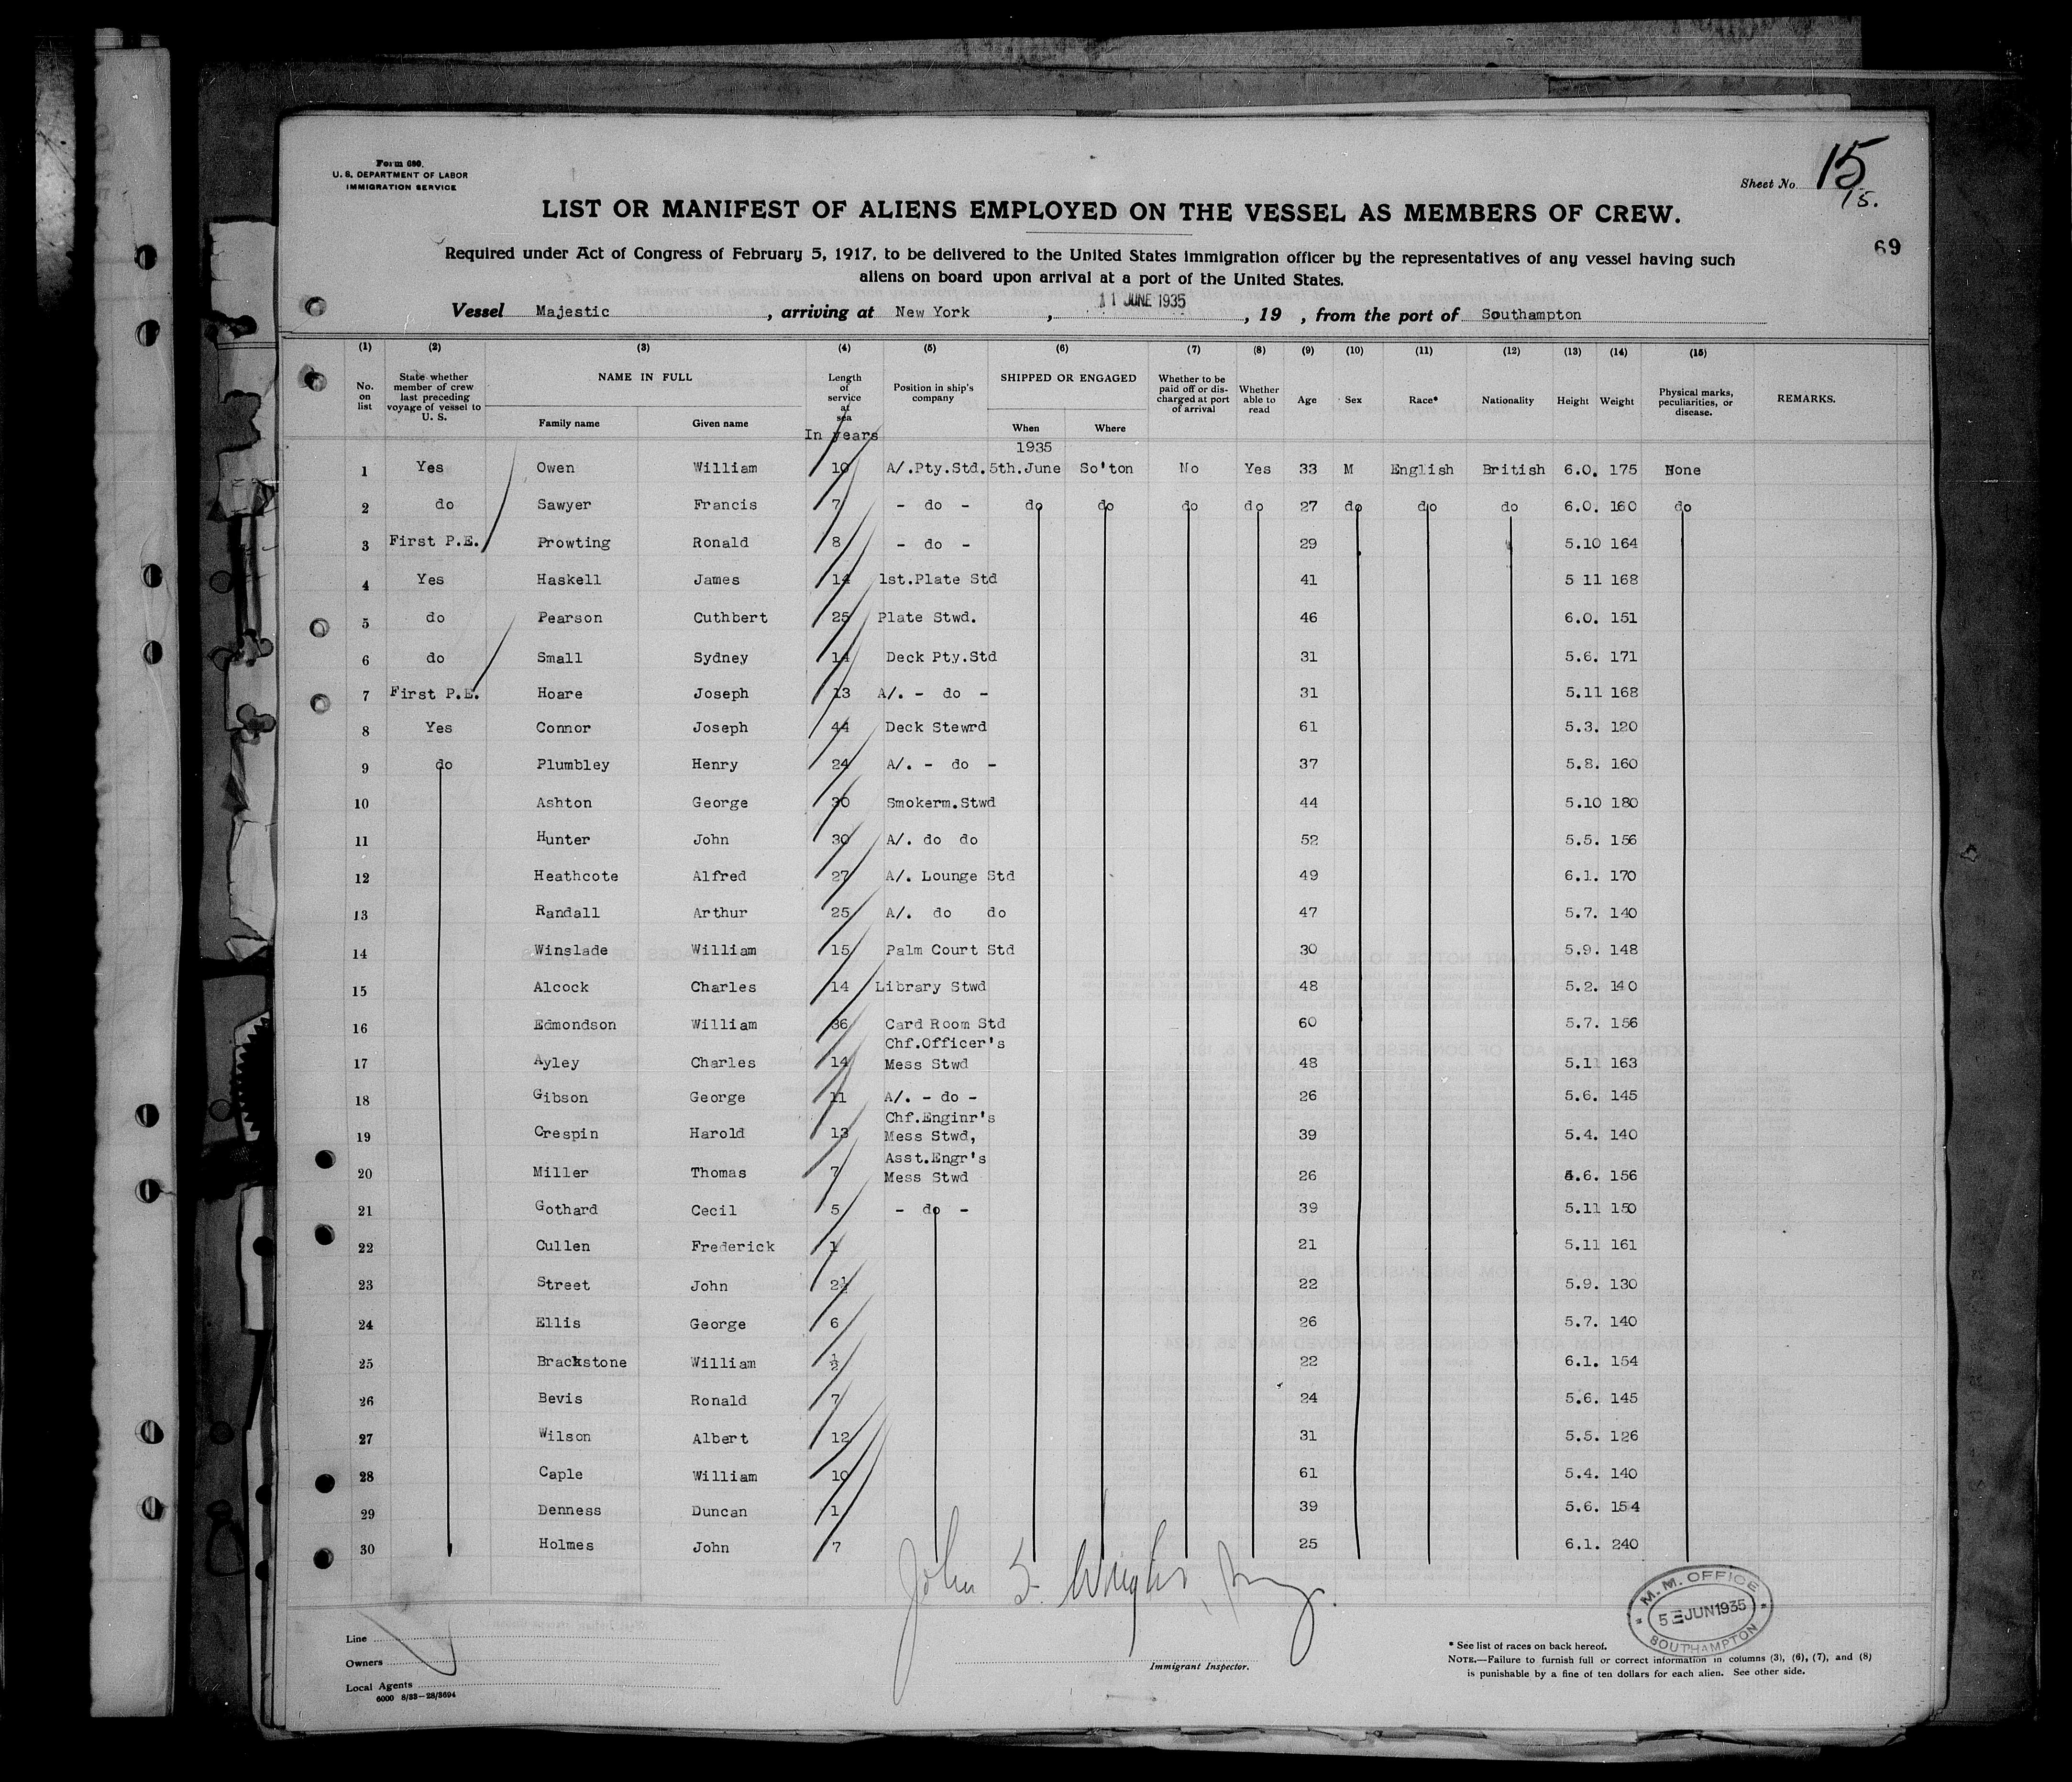 Form 680.
U. S. DEPARTMENT OF LABOR
IMMIGRATION SERVICE
Sheet No. 15
15.
LIST OR MANIFEST OF ALIENS EMPLOYED ON THE VESSEL AS MEMBERS OF CREW.
69
Required under Act of Congress of February 5, 1917, to be delivered to the United States immigration officer by the representatives of any vessel having such
aliens on board upon arrival at a port of the United States.
Vessel Majestic , arriving at New York , 11 JUNE 1935 , 19 , from the port of Southampton
(1) (2) (3) (4) (5) (6) (7) (8) (9) (10) (11) (12) (13) (14) (15)
No. on list State whether member of crew last preceding voyage of vessel to U. S. NAME IN FULL Family name Given name Length of service at sea In years Position in ship's company SHIPPED OR ENGAGED When Where Whether to be paid off or discharged at port of arrival Whether able to read Age Sex Race* Nationality Height Weight Physical marks, peculiarities, or disease. REMARKS.
1935
1 Yes Owen William 10 A/.Pty.Std. 5th.June So'ton No Yes 33 M English British 6.0. 175 None
2 do Sawyer Francis 7 - do - do do do do 27 do do do 6.0. 160 do
3 First P.E. Prowting Ronald 8 - do - 29 5.10 164
4 Yes Haskell James 14 1st.Plate Std 41 5 11 168
5 do Pearson Cuthbert 25 Plate Stwd. 46 6.0. 151
6 do Small Sydney 14 Deck Pty.Std 31 5.6. 171
7 First P.E. Hoare Joseph 13 A/. - do - 31 5.11 168
8 Yes Connor Joseph 44 Deck Stewrd 61 5.3. 120
9 do Plumbley Henry 24 A/. - do - 37 5.8. 160
10 Ashton George 30 Smokerm.Stwd 44 5.10 180
11 Hunter John 30 A/. do do 52 5.5. 156
12 Heathcote Alfred 27 A/. Lounge Std 49 6.1. 170
13 Randall Arthur 25 A/. do do 47 5.7. 140
14 Winslade William 15 Palm Court Std 30 5.9. 148
15 Alcock Charles 14 Library Stwd 48 5.2. 140
16 Edmondson William 36 Card Room Std 60 5.7. 156
17 Ayley Charles 14 Chf.Officer's Mess Stwd 48 5.11 163
18 Gibson George 11 A/. - do - 26 5.6. 145
19 Crespin Harold 13 Chf.Enginr's Mess Stwd, 39 5.4. 140
20 Miller Thomas 7 Asst.Engr's Mess Stwd 26 5.6. 156
21 Gothard Cecil 5 - do - 39 5.11 150
22 Cullen Frederick 1 21 5.11 161
23 Street John 2½ 22 5.9. 130
24 Ellis George 6 26 5.7. 140
25 Brackstone William ½ 22 6.1. 154
26 Bevis Ronald 7 24 5.6. 145
27 Wilson Albert 12 31 5.5. 126
28 Caple William 10 61 5.4. 140
29 Denness Duncan 1 39 5.6. 154
30 Holmes John 7 25 6.1. 240
John S. Wright
M. M. OFFICE
5 JUN 1935
SOUTHAMPTON
Line
Owners
Local Agents
6000 8/33—28/3694
Immigrant Inspector.
* See list of races on back hereof.
NOTE.—Failure to furnish full or correct information in columns (3), (6), (7), and (8)
is punishable by a fine of ten dollars for each alien. See other side.